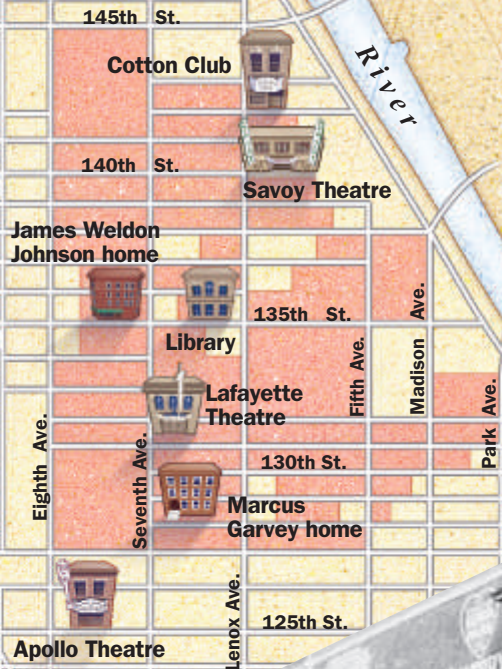 145th St.
Cotton Club
River
140th St.
Savoy Theatre
James Weldon
Johnson home
135th St.
Library
Fifth Ave.
Madison Ave.
Lafayette
Theatre
Park Ave.
Eighth Ave.
Seventh Ave.
130th St.
Marcus
Garvey home
Lenox Ave.
125th St.
Apollo Theatre